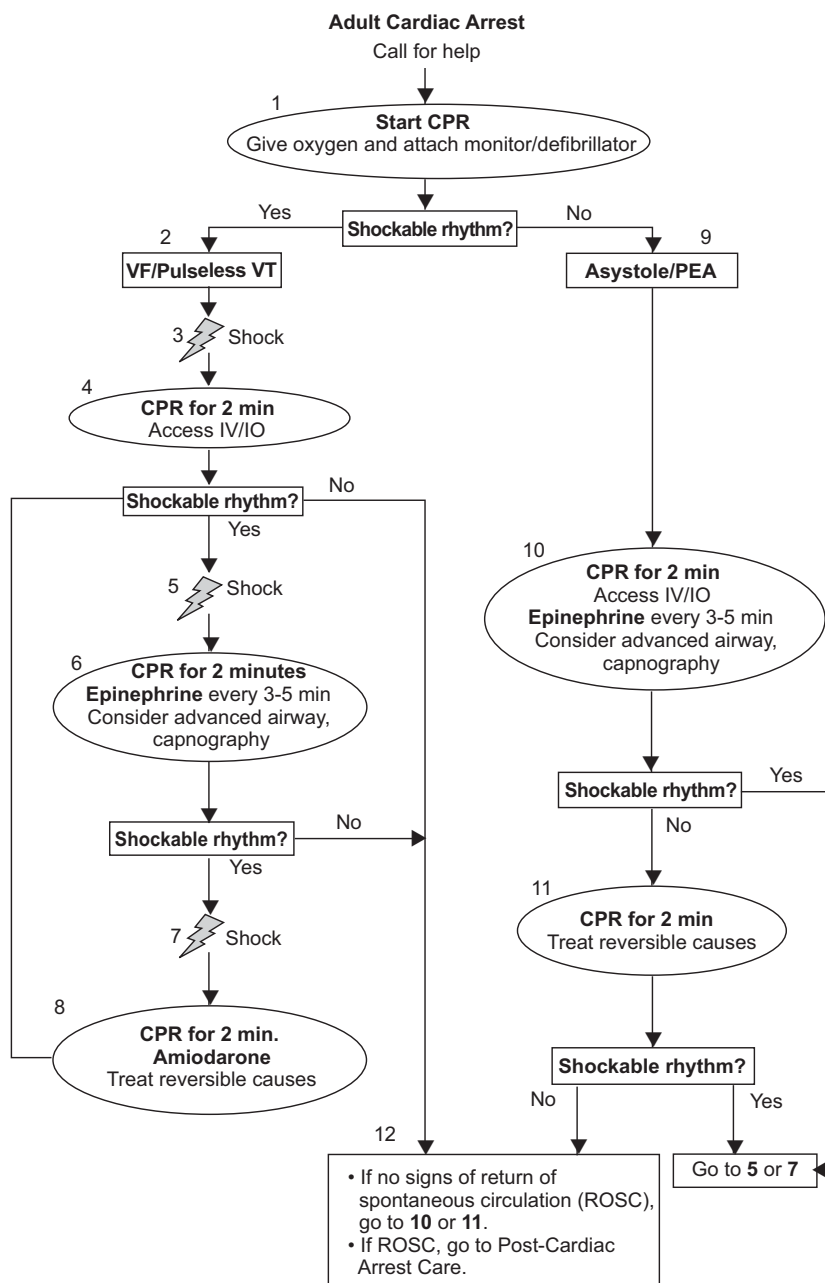 Adult Cardiac Arrest
Call for help
1
Start CPR
Give oxygen and attach monitor/defibrillator
Yes
Shockable rhythm?
No
2
VF/Pulseless VT
9
Asystole/PEA
3
Shock
4
CPR for 2 min
Access IV/IO
Shockable rhythm?
No
Yes
5
Shock
6
CPR for 2 minutes
Epinephrine every 3-5 min
Consider advanced airway,
capnography
Shockable rhythm?
No
Yes
7
Shock
8
CPR for 2 min.
Amiodarone
Treat reversible causes
10
CPR for 2 min
Access IV/IO
Epinephrine every 3-5 min
Consider advanced airway,
capnography
Shockable rhythm?
Yes
No
11
CPR for 2 min
Treat reversible causes
Shockable rhythm?
No
Yes
12
• If no signs of return of
spontaneous circulation (ROSC),
go to 10 or 11.
• If ROSC, go to Post-Cardiac
Arrest Care.
Go to 5 or 7